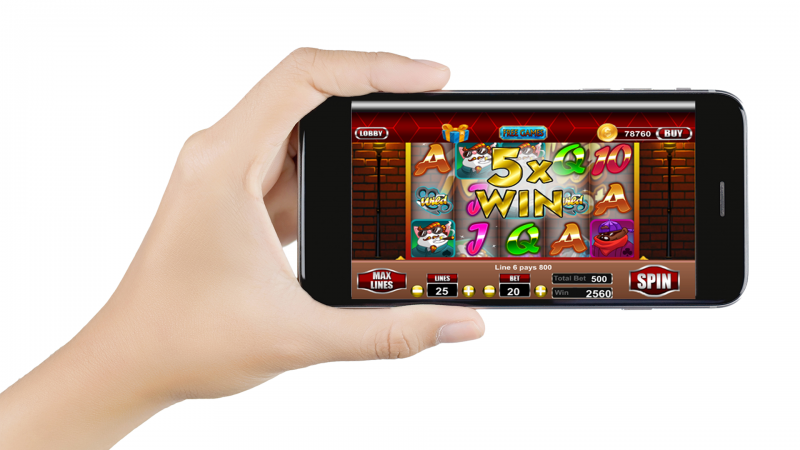 LOBBY
FREE GAMES
78760
BUY
A
Q
10
5x
WIN
Wild
J
Wild
A
J
Q
A
Line 6 pays 800
MAX
LINES
LINES
25
BET
20
Total Bet 500
Win 2560
SPIN